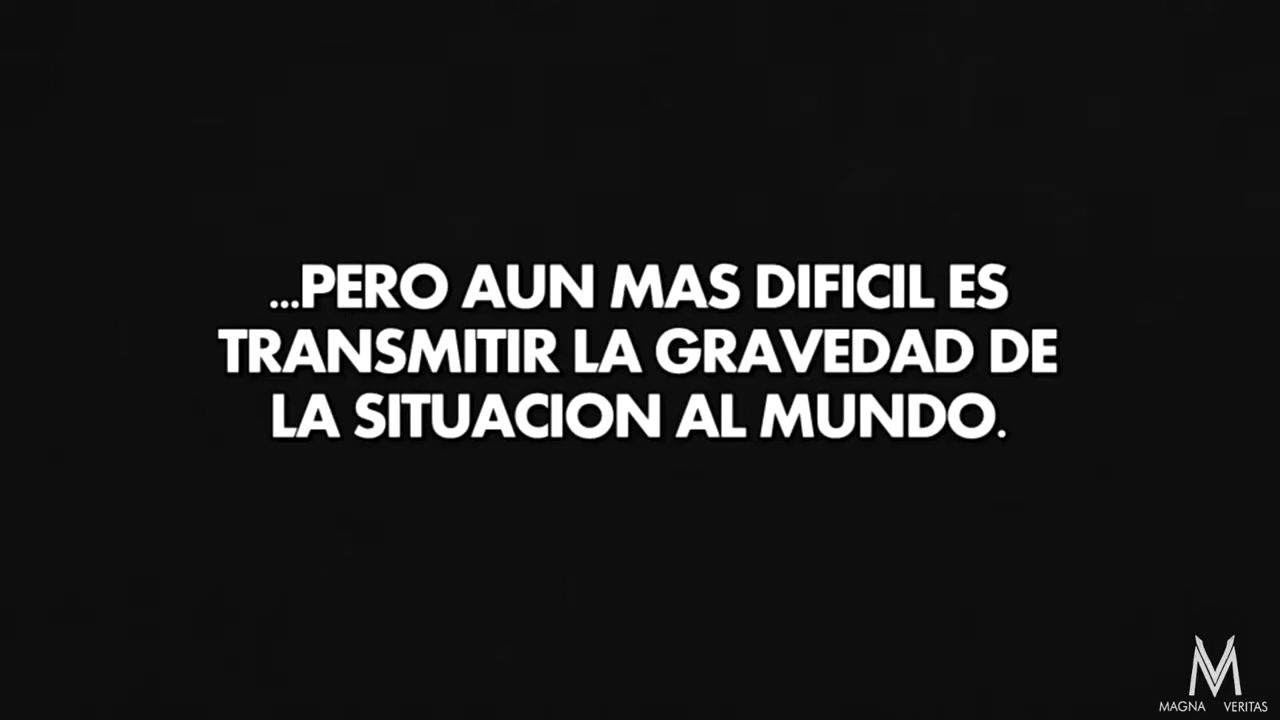 ...PERO AUN MAS DIFICIL ES
TRANSMITIR LA GRAVEDAD DE
LA SITUACION AL MUNDO.
MAGNA VERITAS